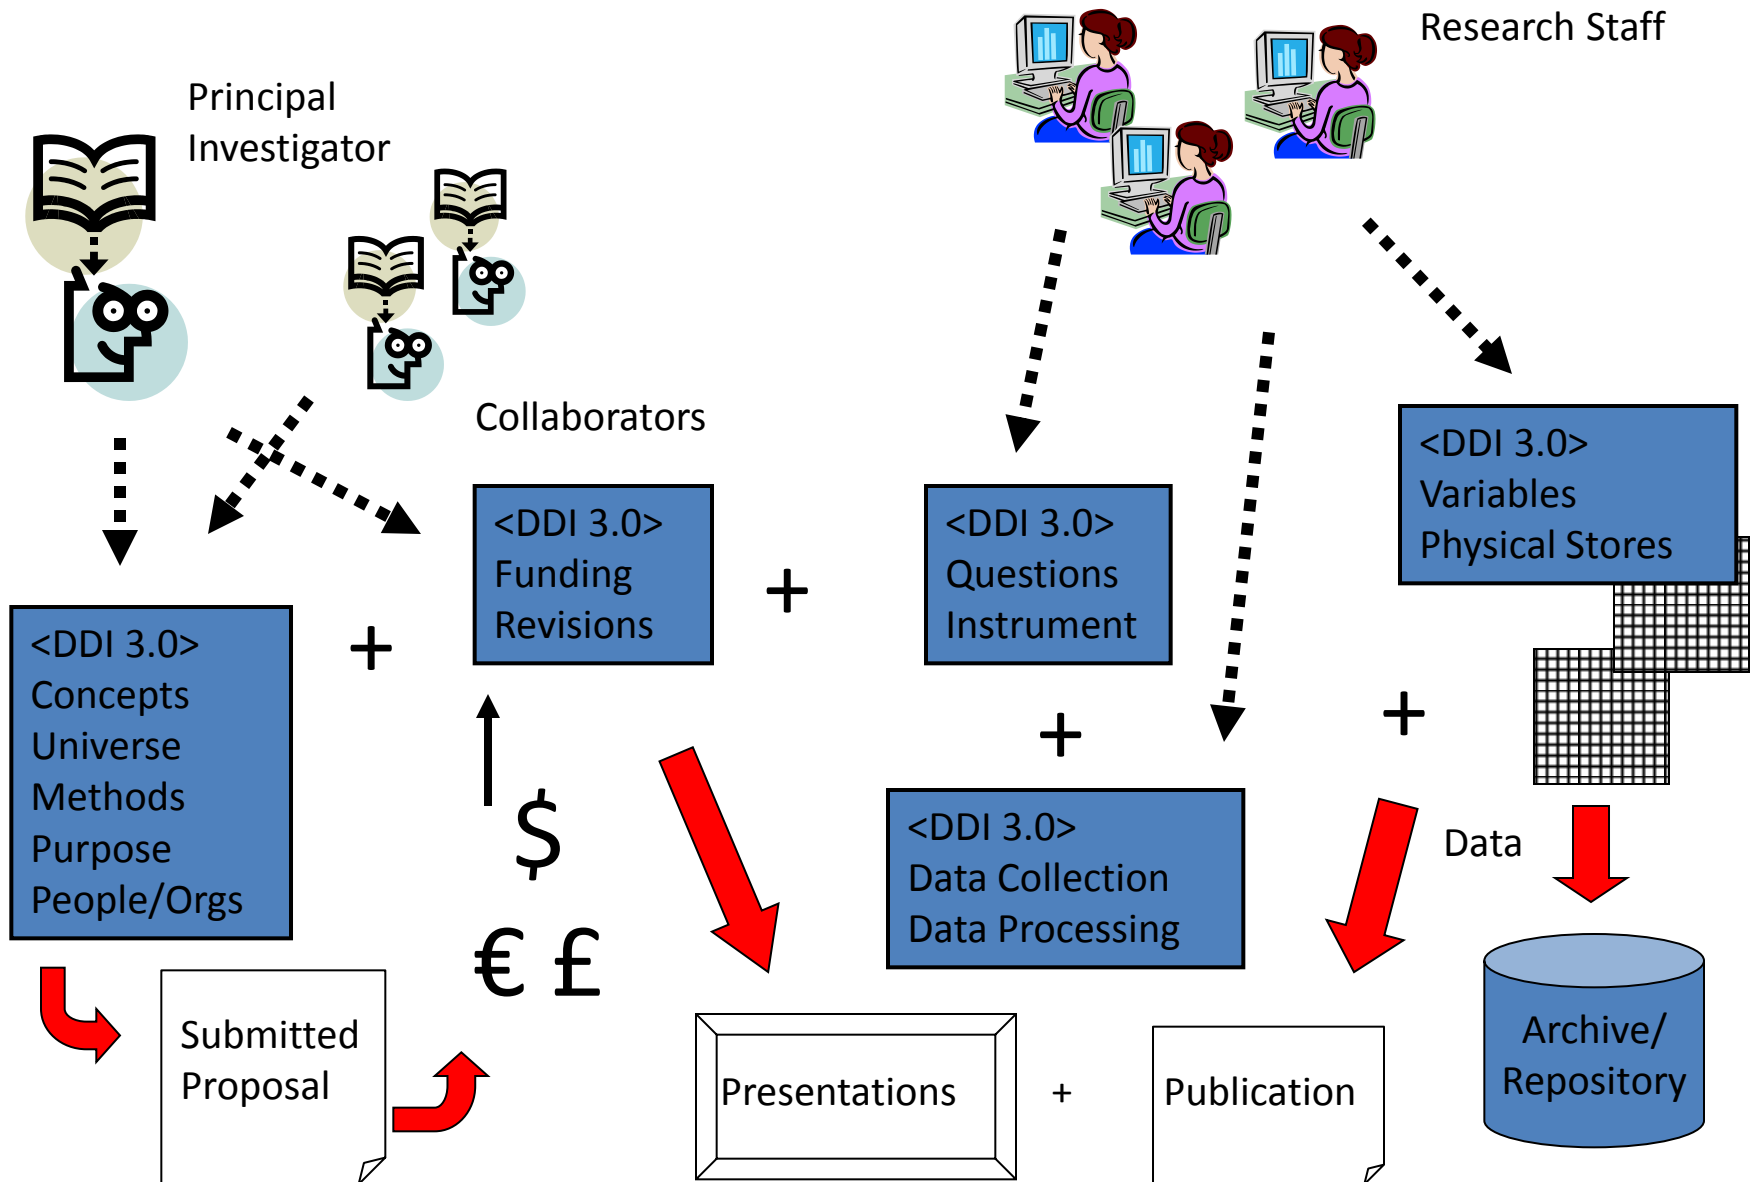 Research Staff
Principal
Investigator
Collaborators
<DDI 3.0>
Concepts
Universe
Methods
Purpose
People/Orgs
+
<DDI 3.0>
Funding
Revisions
+
<DDI 3.0>
Questions
Instrument
+
<DDI 3.0>
Data Collection
Data Processing
+
<DDI 3.0>
Variables
Physical Stores
$
€ £
Data
Submitted
Proposal
Presentations
+
Publication
Archive/
Repository